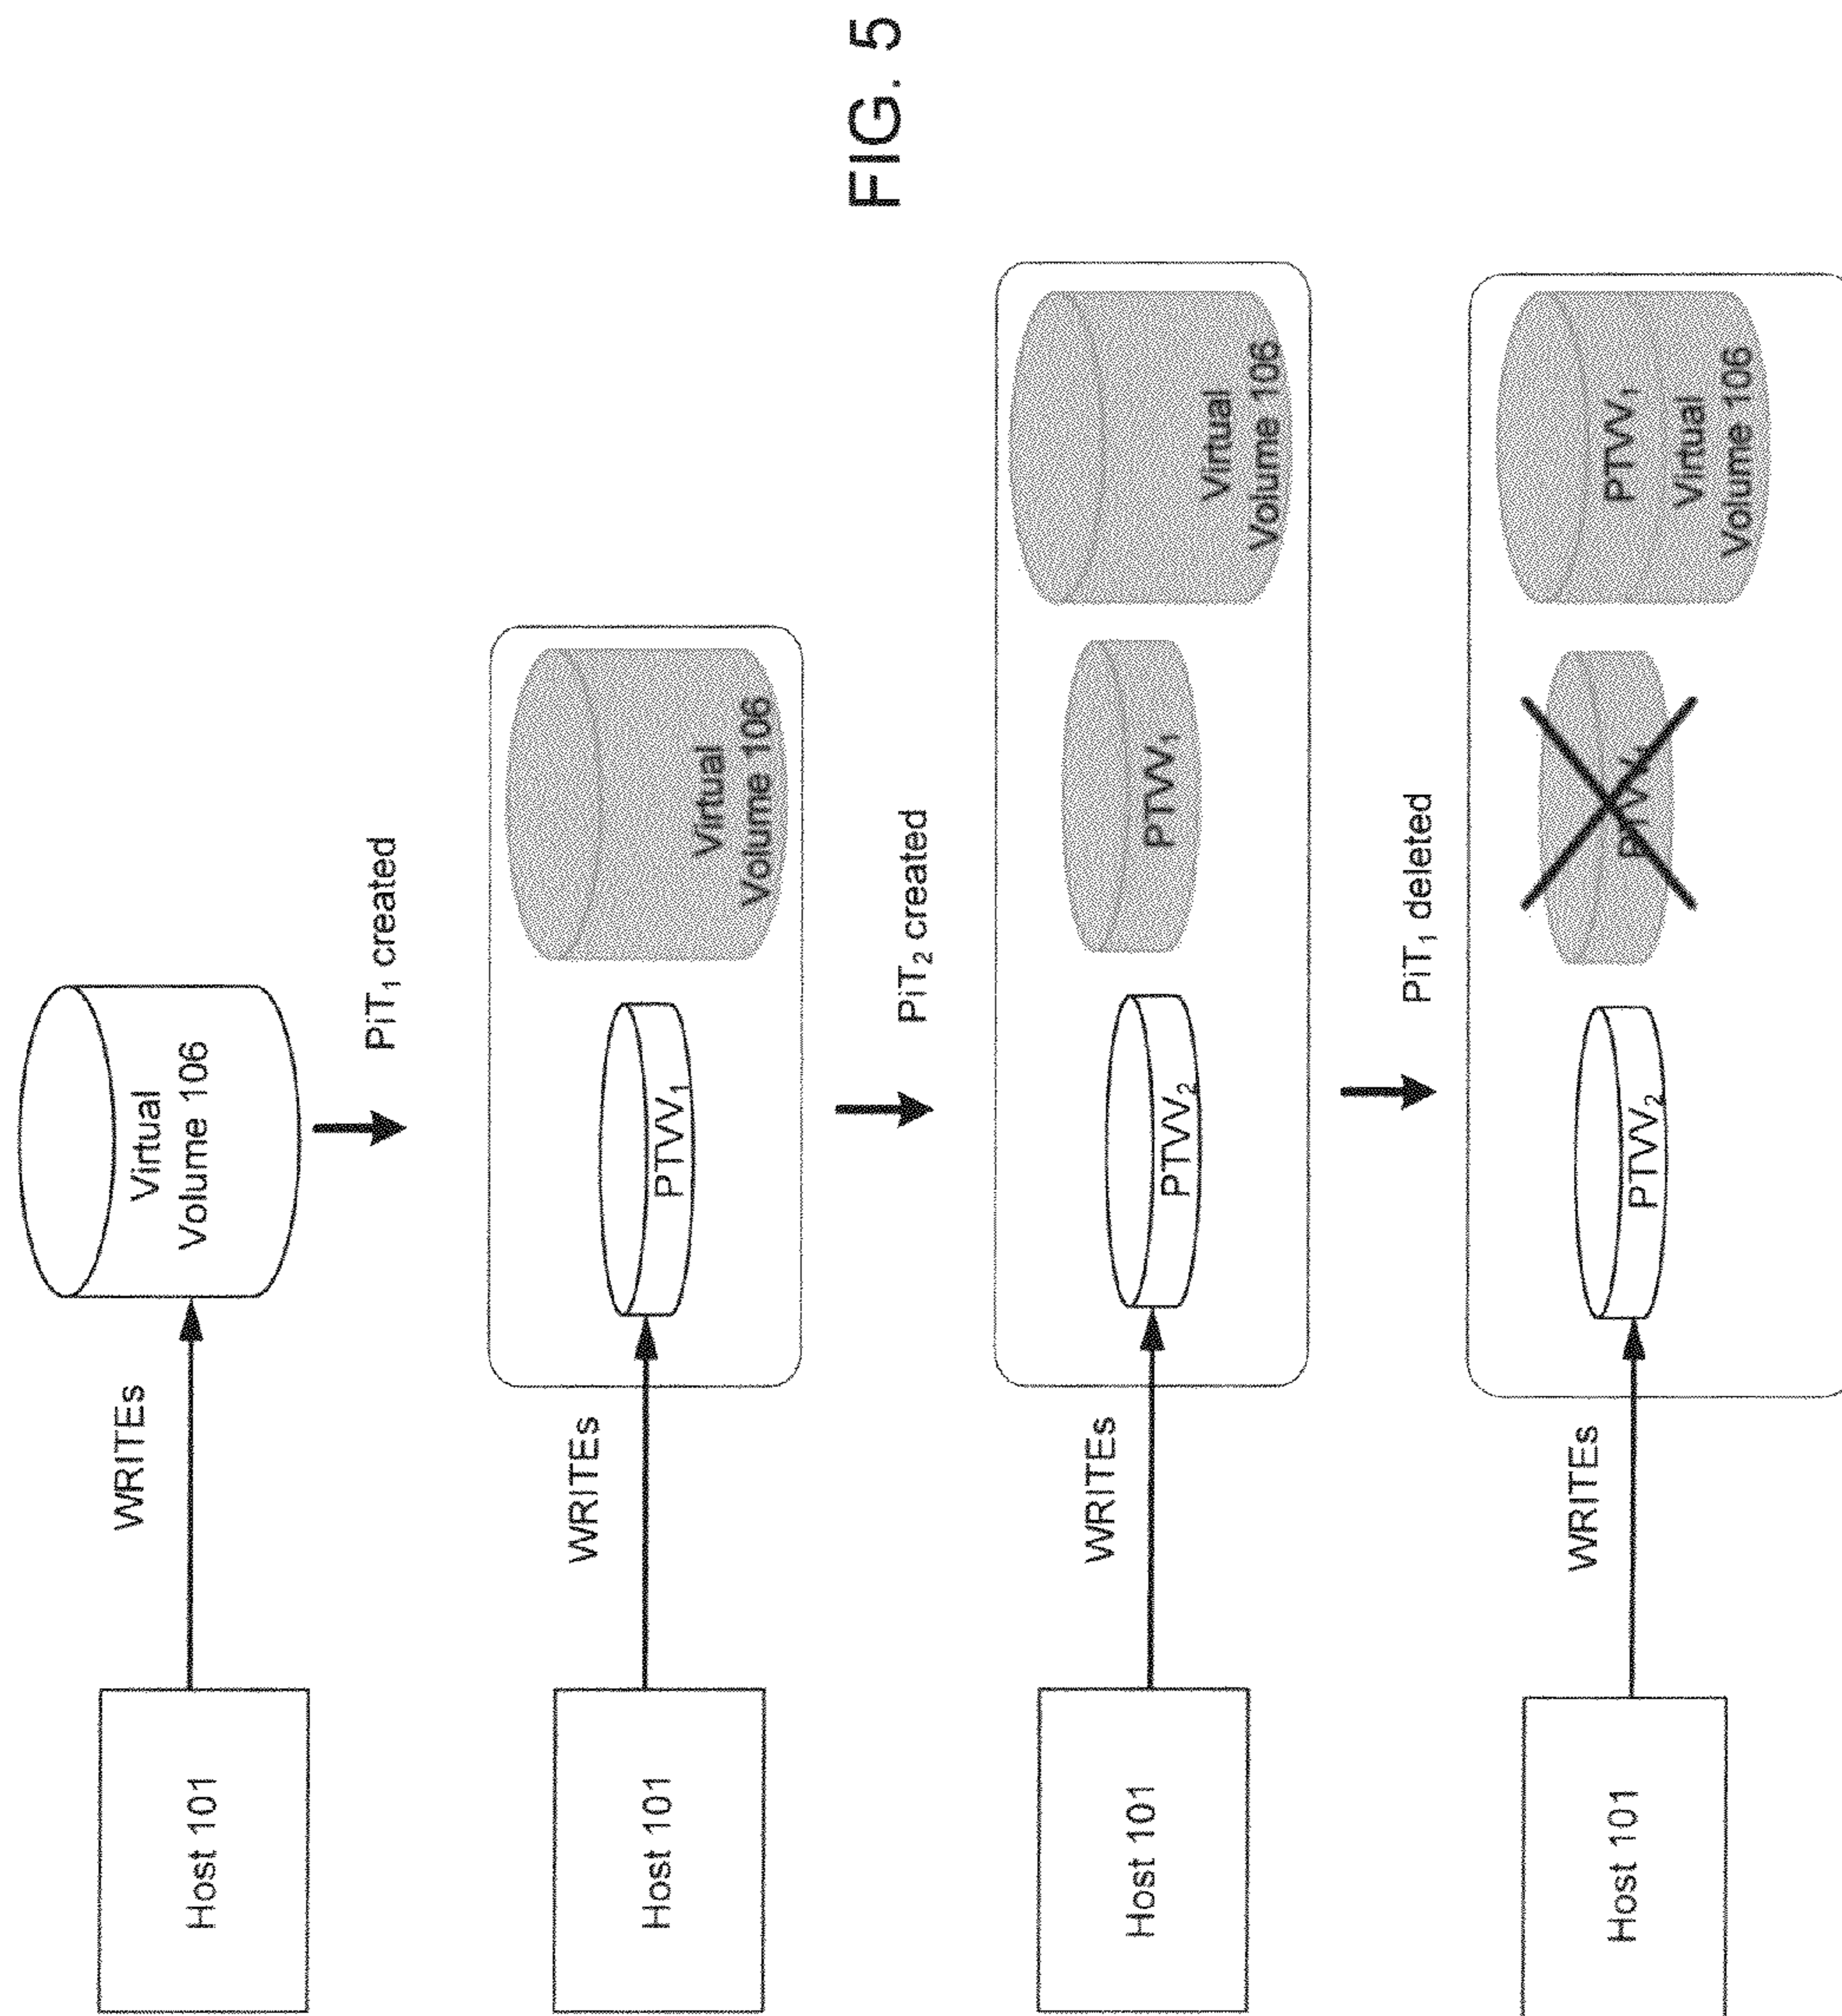 Host 101
WRITEs
Virtual
Volume 106
PiT₁ created
Host 101
WRITEs
PTVV₁
Virtual
Volume 106
PiT₂ created
Host 101
WRITEs
PTVV₂
PTVV₁
Virtual
Volume 106
PiT₁ deleted
Host 101
WRITEs
PTVV₂
PTVV₁
PTVV₁
Virtual
Volume 106
FIG. 5